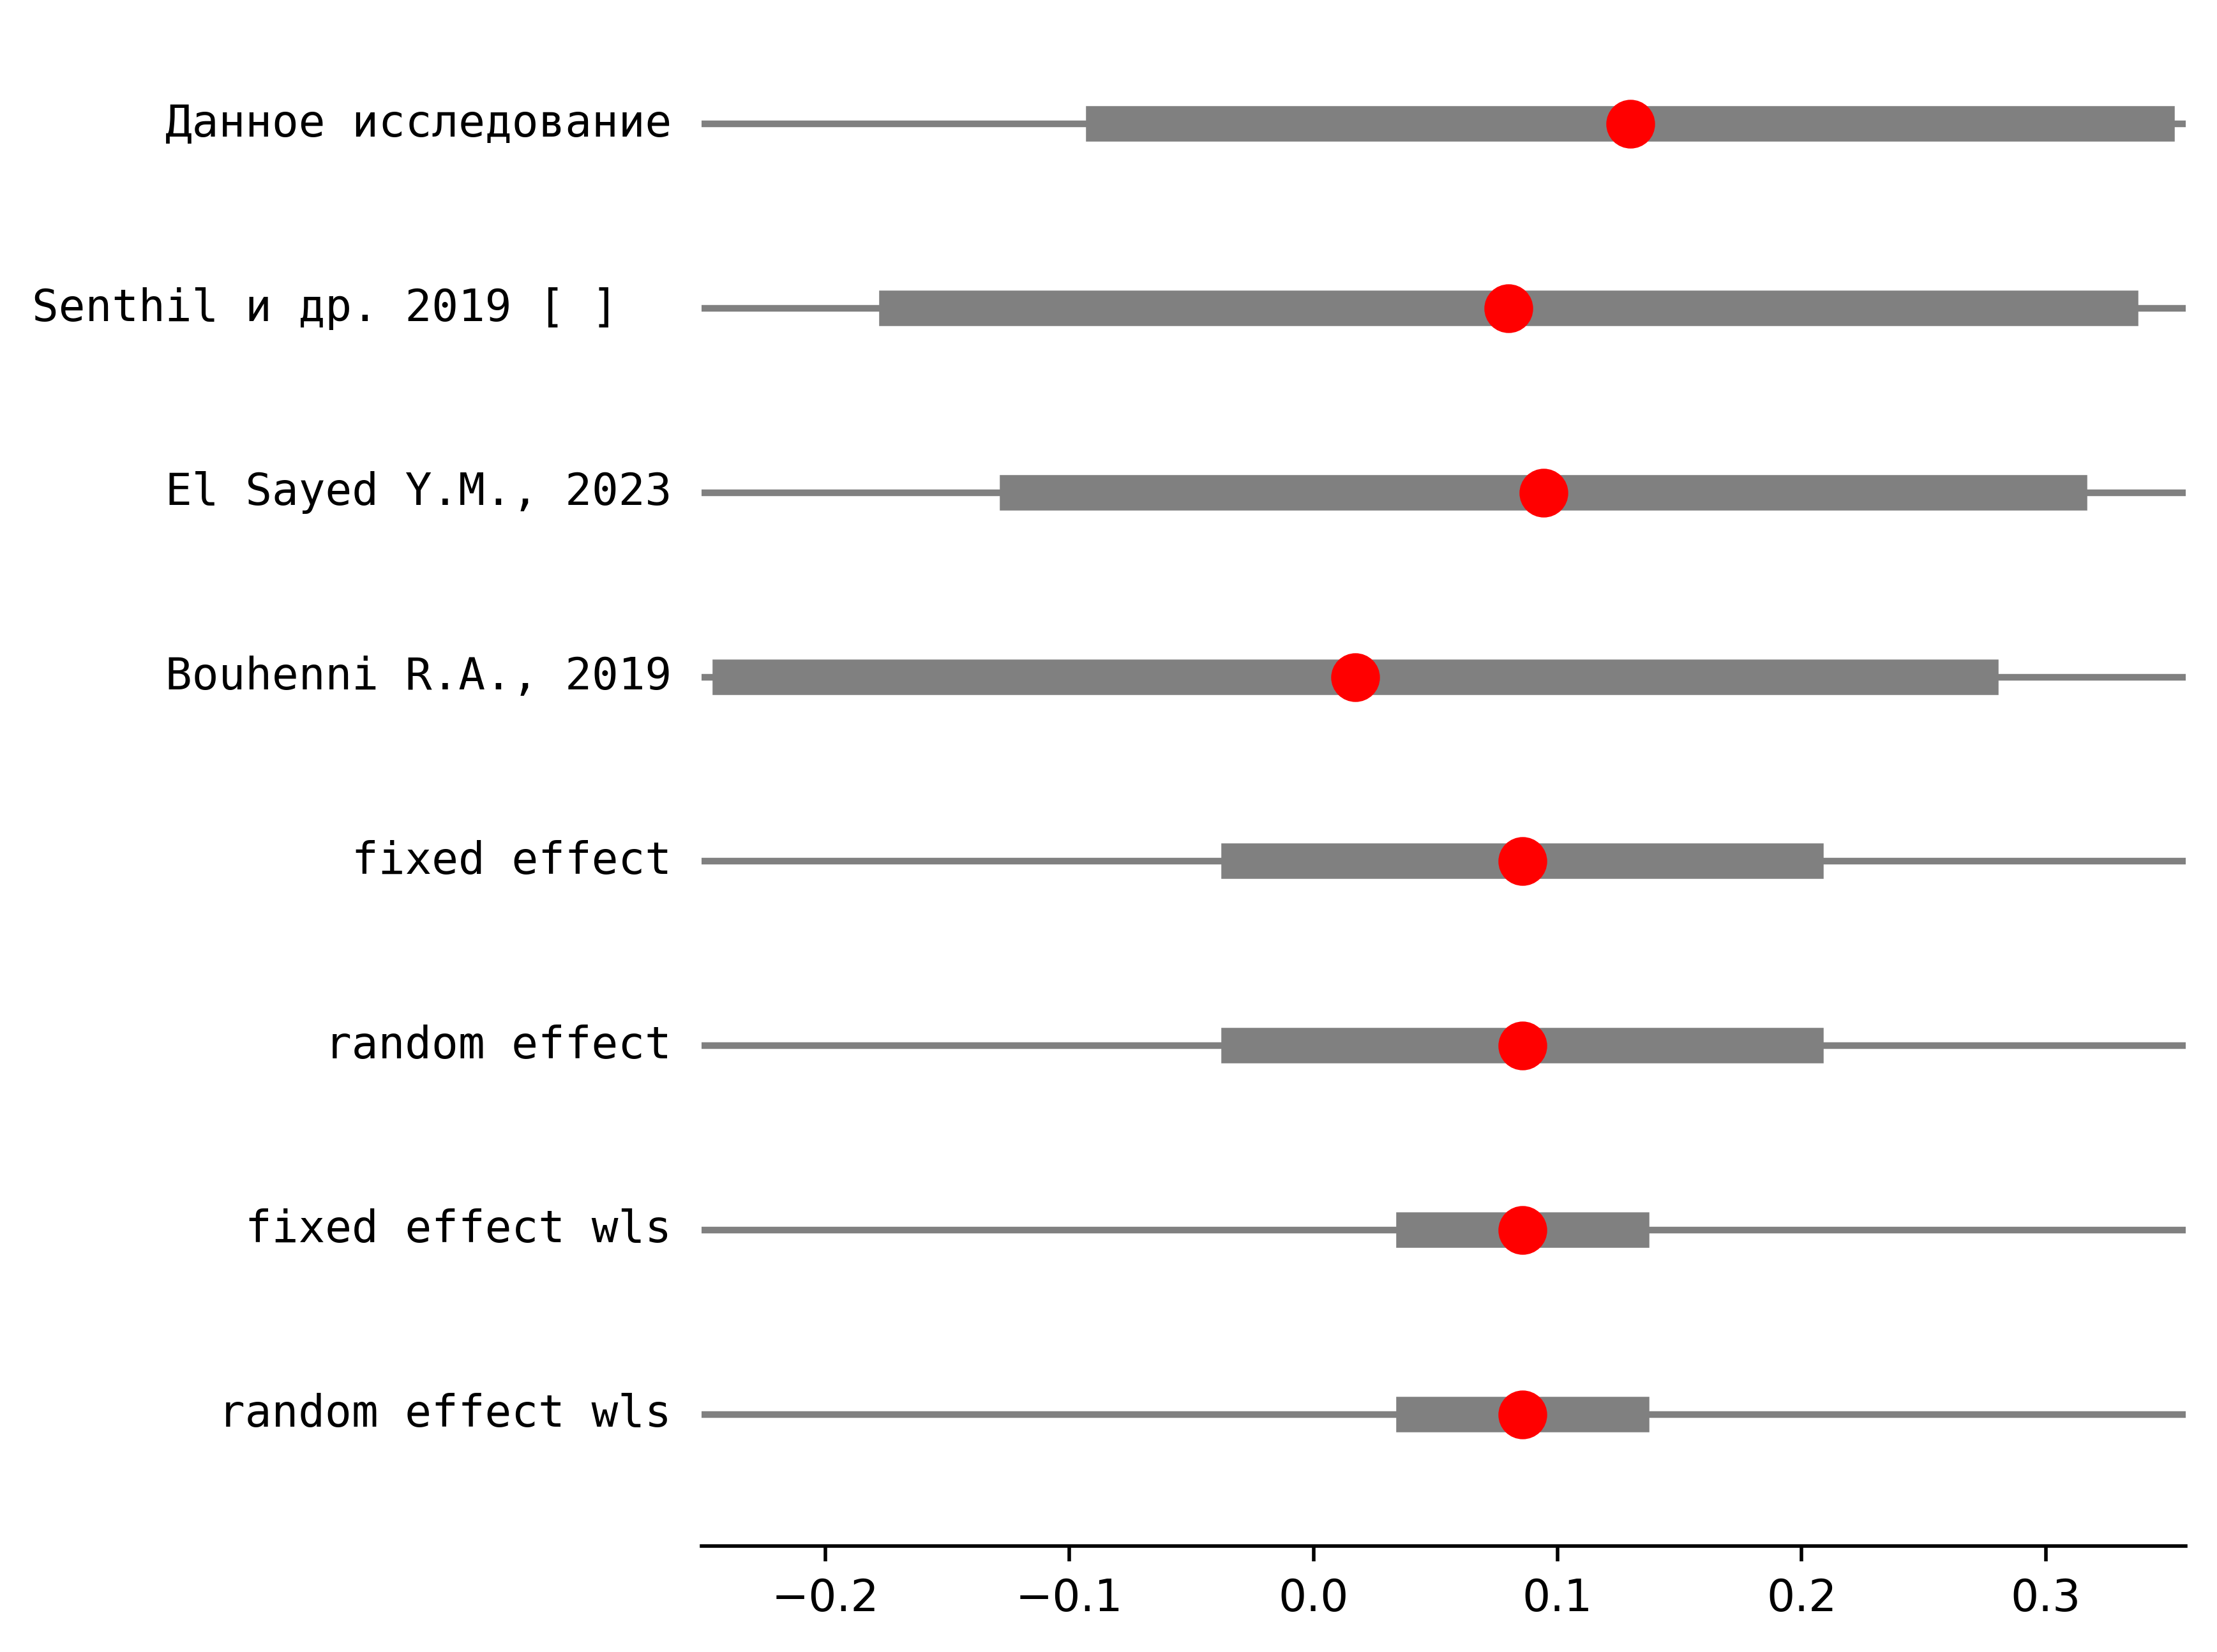 Данное исследование
Senthil и др. 2019 [ ]
El Sayed Y.M., 2023
Bouhenni R.A., 2019
fixed effect
random effect
fixed effect wls
random effect wls
−0.2 −0.1 0.0 0.1 0.2 0.3